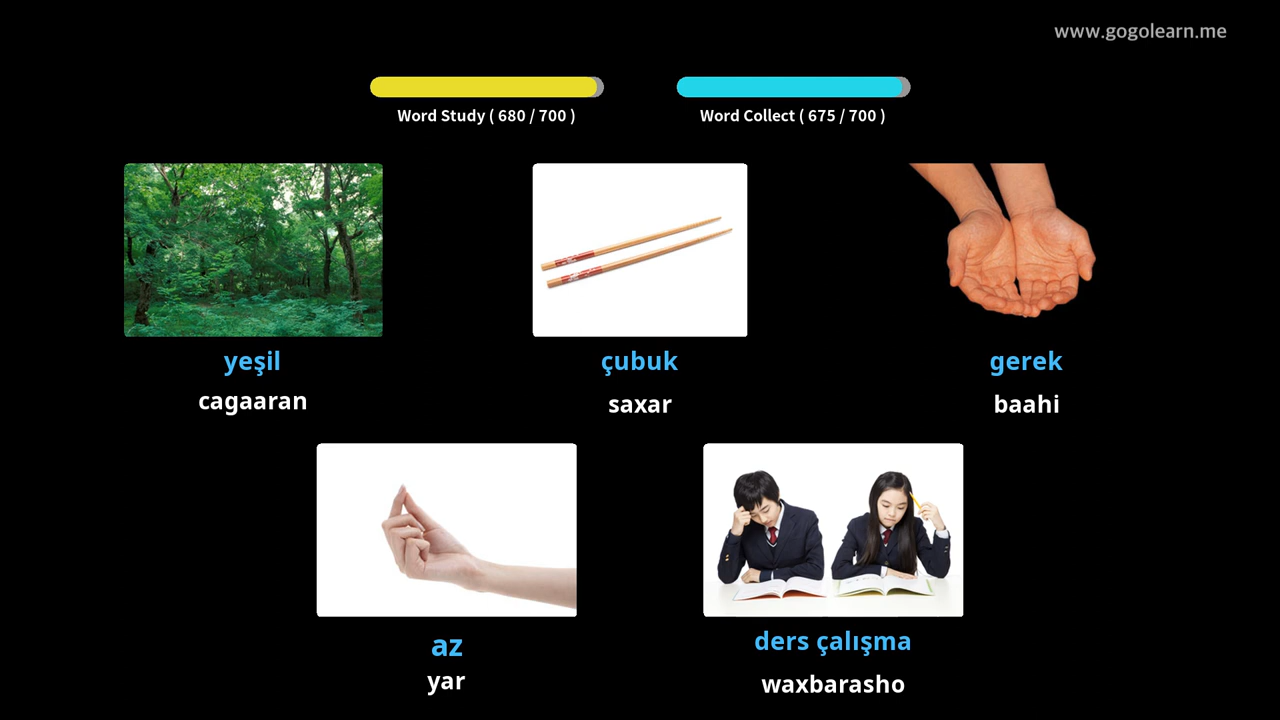 www.gogolearn.me
Word Study ( 680 / 700 )
Word Collect ( 675 / 700 )
yeşil
cagaaran
çubuk
saxar
gerek
baahi
az
yar
ders çalışma
waxbarasho